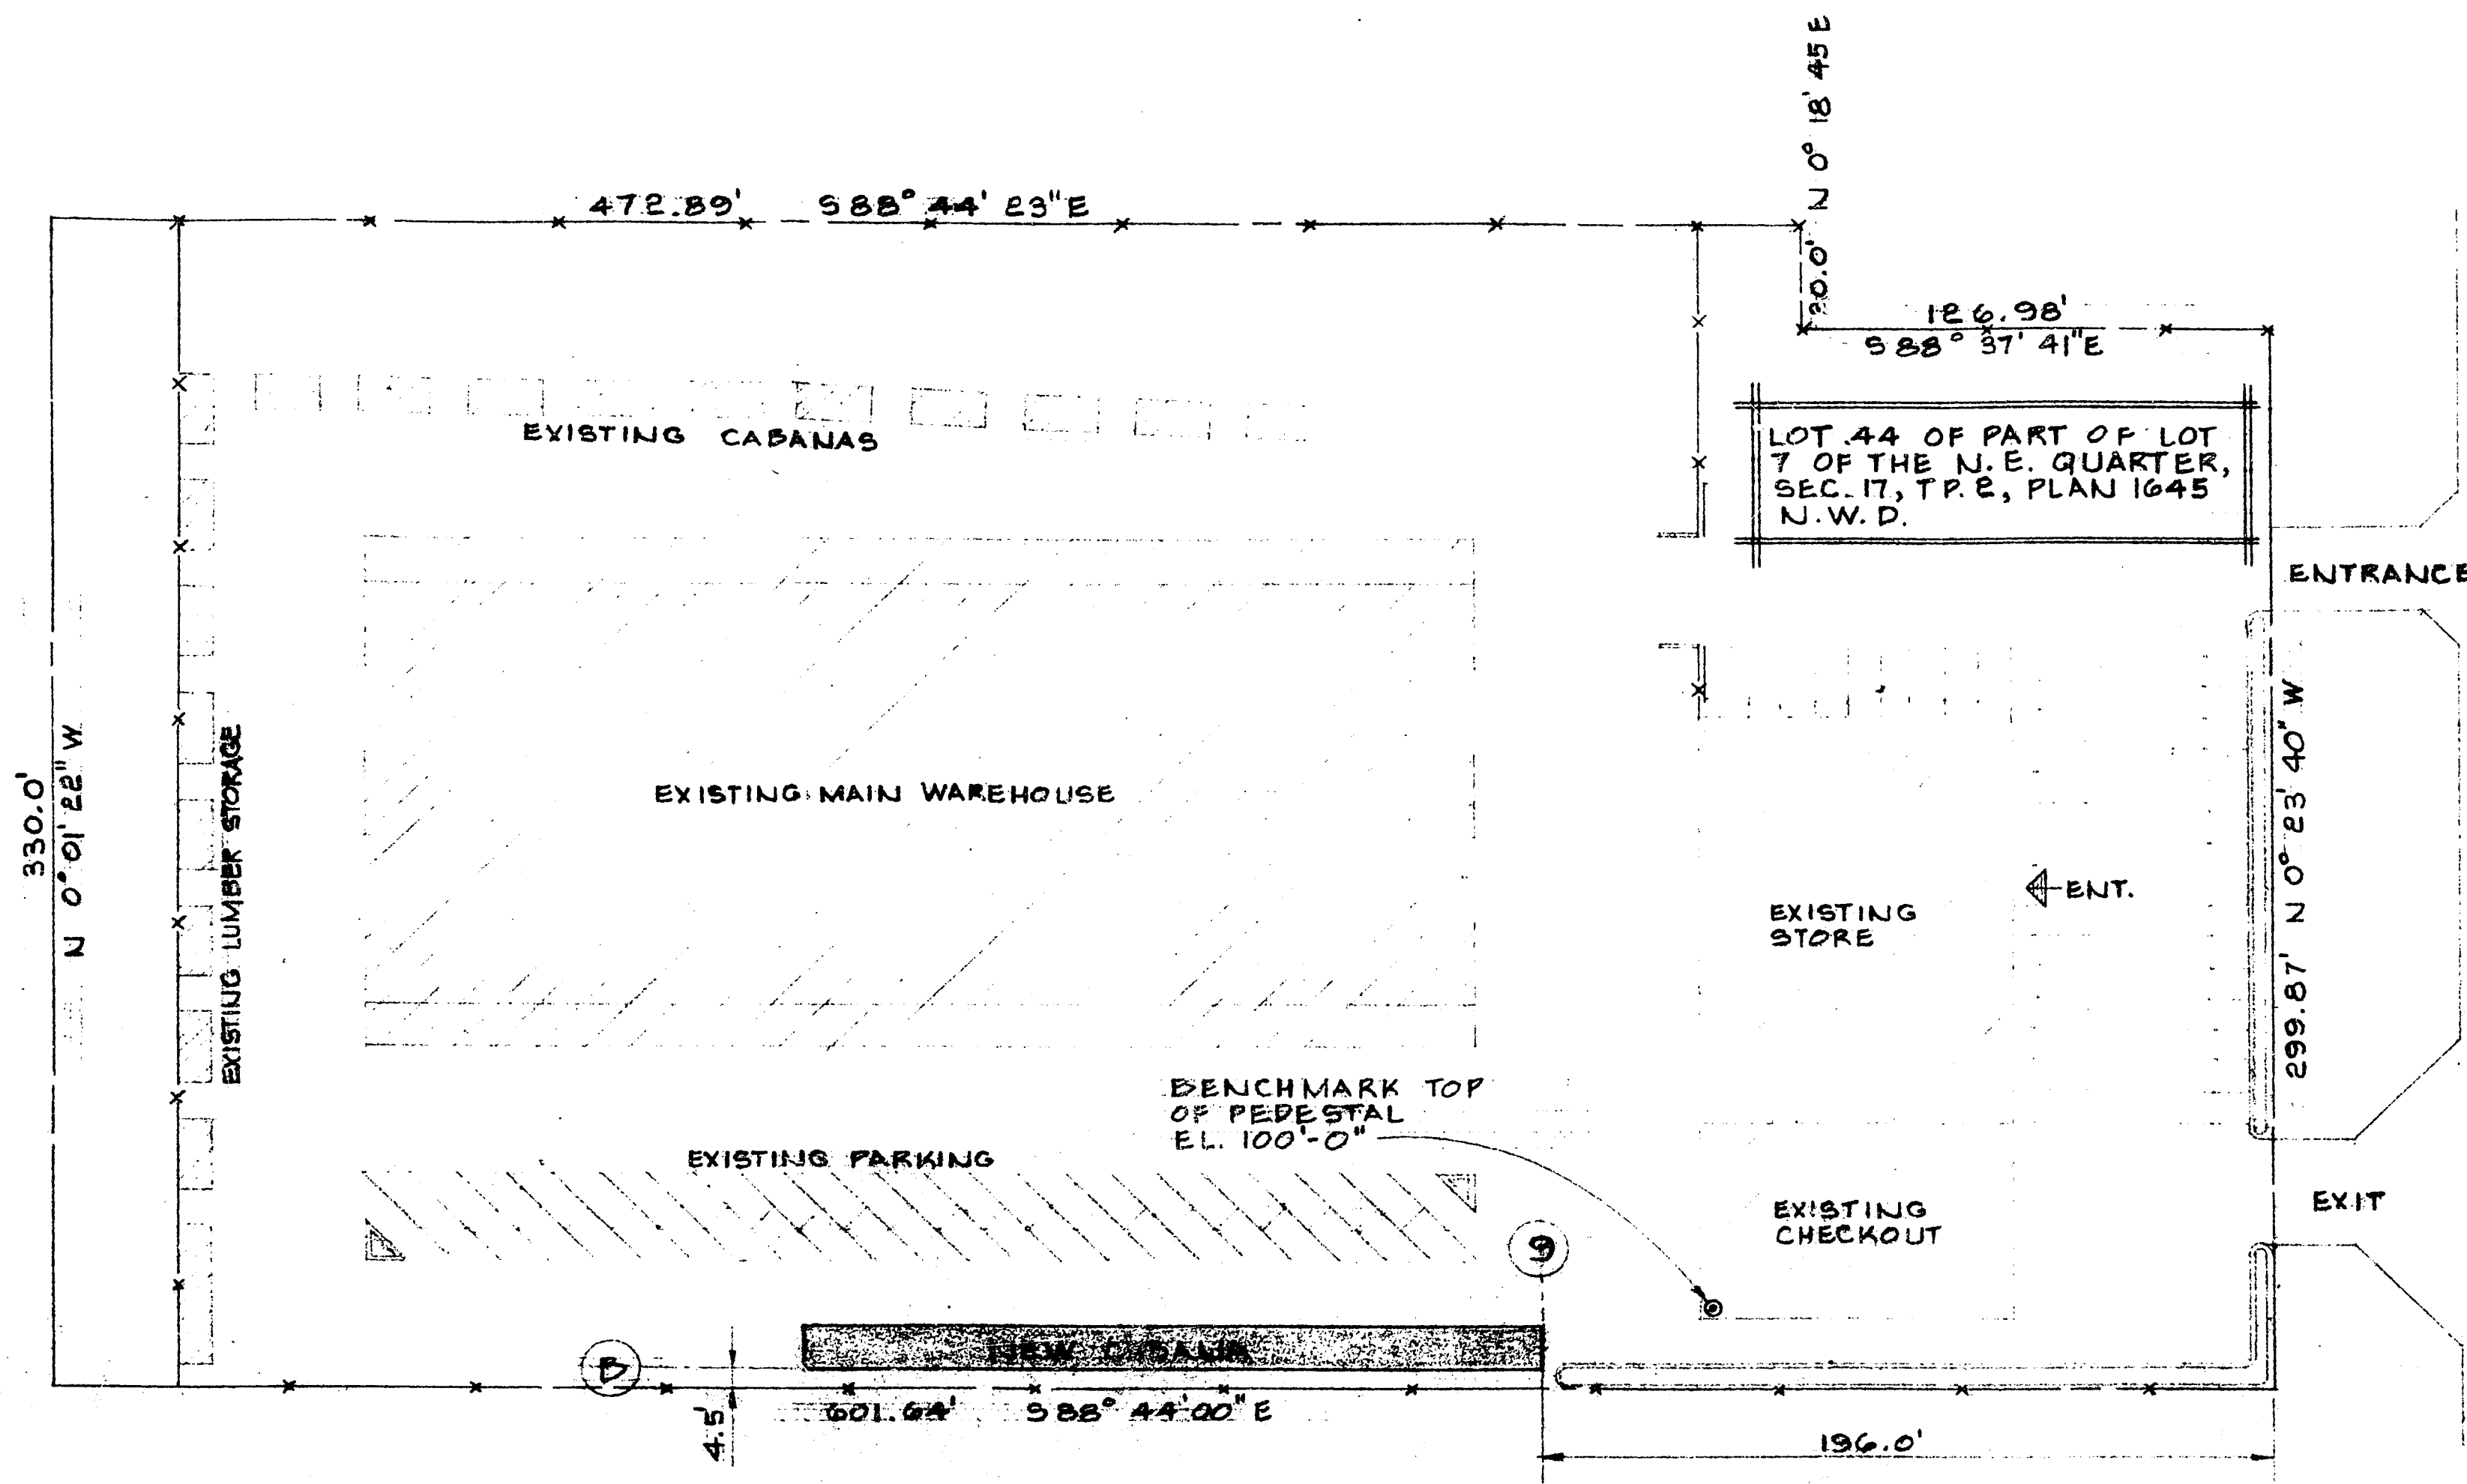 N 0° 18' 45 E
30.0'
472.89' S 88° 44' 23" E
126.98'
S 88° 37' 41" E
EXISTING CABANAS
LOT 44 OF PART OF LOT
7 OF THE N.E. QUARTER,
SEC. 17, TP. 2, PLAN 1645
N.W.D.
ENTRANCE
330.0'
N 0° 01' 22" W
EXISTING LUMBER STORAGE
EXISTING MAIN WAREHOUSE
EXISTING
STORE
ENT.
299.87' N 0° 23' 40" W
BENCHMARK TOP
OF PEDESTAL
EL. 100'-0"
EXISTING PARKING
EXISTING
CHECKOUT
EXIT
9
B
NEW CABANA
4.5'
601.64' S 88° 44' 00" E
196.0'